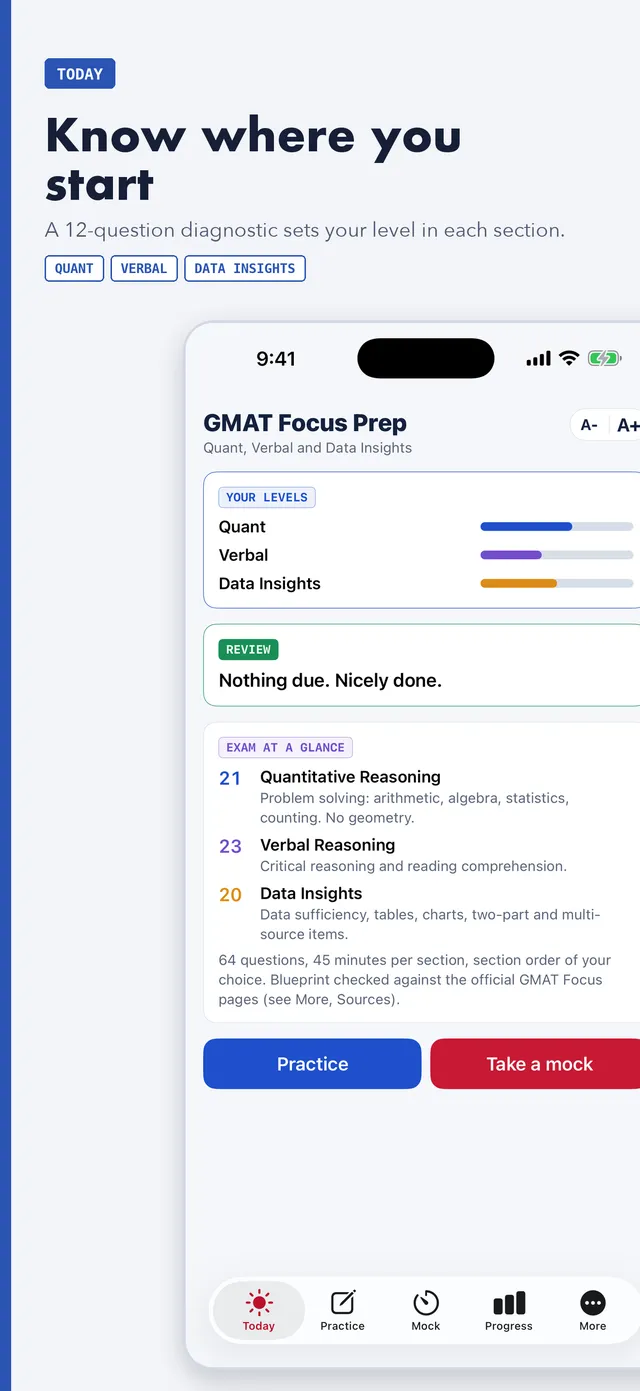 TODAY
Know where you
start
A 12-question diagnostic sets your level in each section.
QUANT VERBAL DATA INSIGHTS
9:41
GMAT Focus Prep
A- A+
Quant, Verbal and Data Insights
YOUR LEVELS
Quant
Verbal
Data Insights
REVIEW
Nothing due. Nicely done.
EXAM AT A GLANCE
21 Quantitative Reasoning
Problem solving: arithmetic, algebra, statistics,
counting. No geometry.
23 Verbal Reasoning
Critical reasoning and reading comprehension.
20 Data Insights
Data sufficiency, tables, charts, two-part and multi-
source items.
64 questions, 45 minutes per section, section order of your
choice. Blueprint checked against the official GMAT Focus
pages (see More, Sources).
Practice Take a mock
Today Practice Mock Progress More